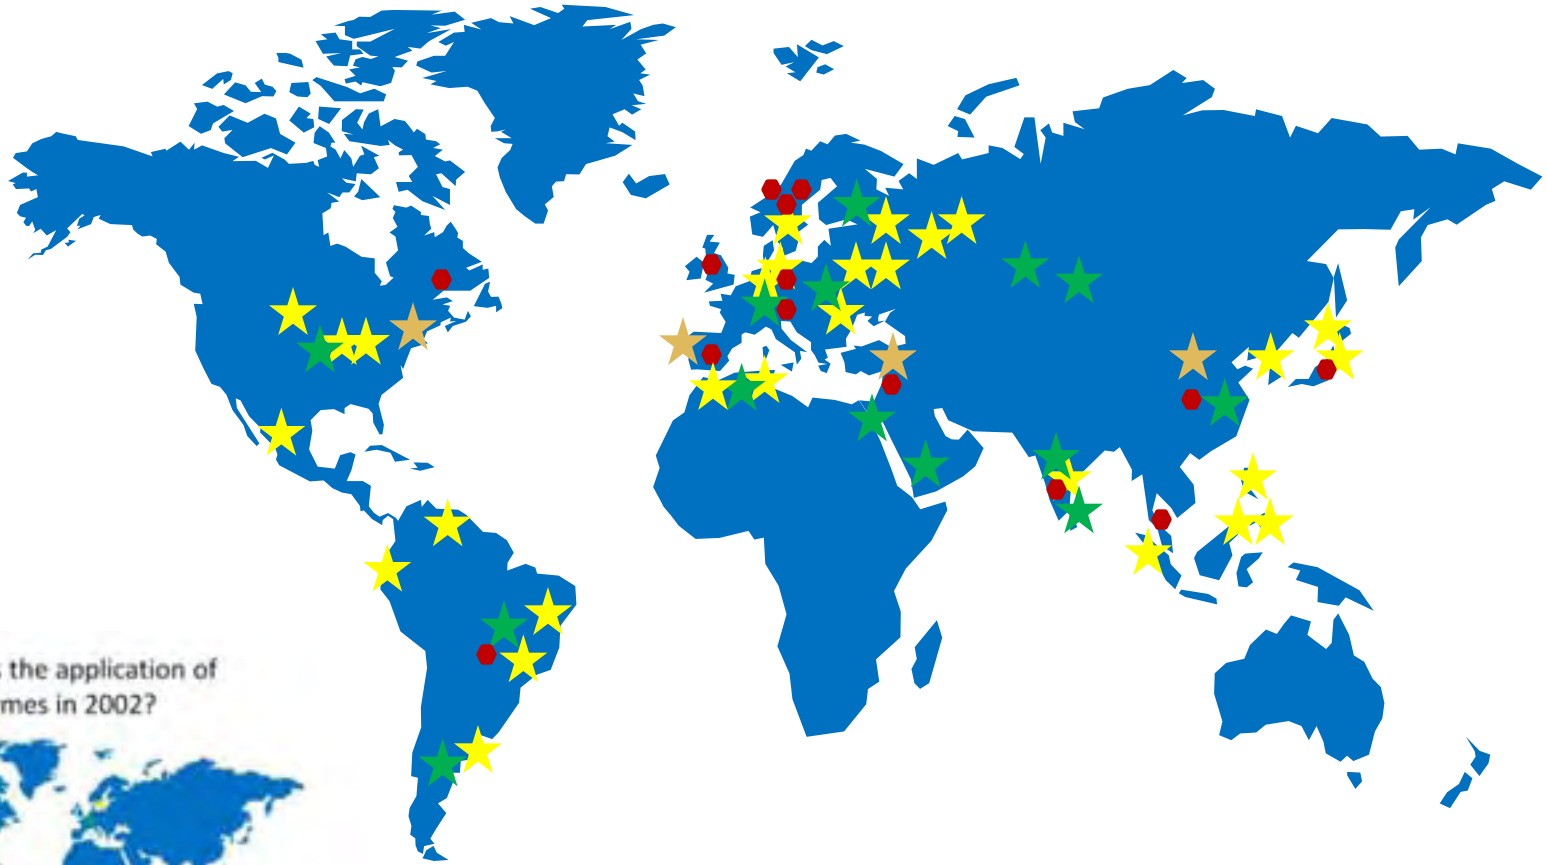 the application of
mes in 2002?